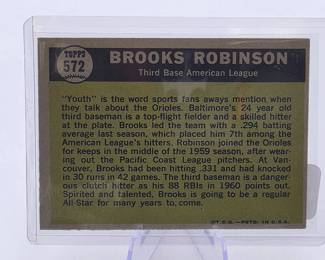 TOPPS
572
BROOKS ROBINSON
Third Base American League
"Youth" is the word sports fans aways mention when
they talk about the Orioles. Baltimore's 24 year old
third baseman is a top-flight fielder and a skilled hitter
at the plate. Brooks led the team with a .294 batting
average last season, which placed him 7th among the
American League's hitters. Robinson joined the Orioles
for keeps in the middle of the 1959 season, after wear-
ing out the Pacific Coast League pitchers. At Van-
couver, Brooks had been hitting .331 and had knocked
in 30 runs in 42 games. The third baseman is a danger-
ous clutch hitter as his 88 RBIs in 1960 points out.
Spirited and talented, Brooks is going to be a regular
All-Star for many years to come.
©T.C.G.—PRTD. IN U.S.A.